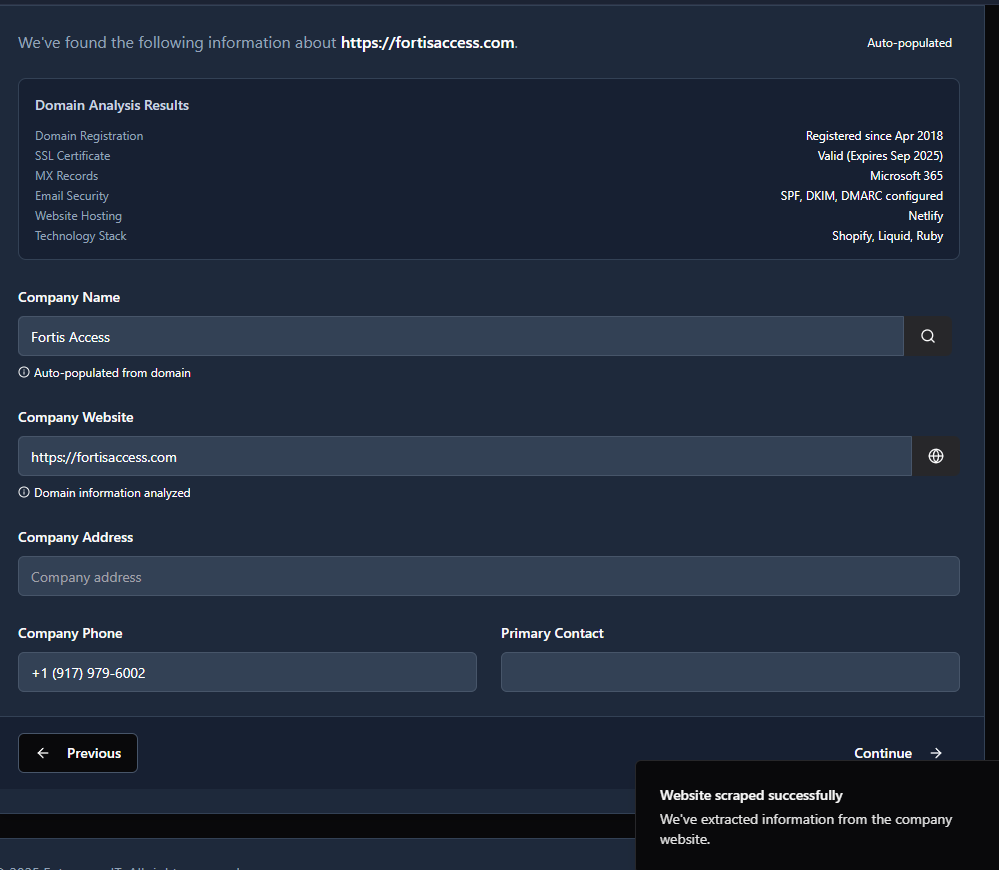 We've found the following information about https://fortisaccess.com.
Auto-populated
Domain Analysis Results
Domain Registration
Registered since Apr 2018
SSL Certificate
Valid (Expires Sep 2025)
MX Records
Microsoft 365
Email Security
SPF, DKIM, DMARC configured
Website Hosting
Netlify
Technology Stack
Shopify, Liquid, Ruby
Company Name
Fortis Access
Auto-populated from domain
Company Website
https://fortisaccess.com
Domain information analyzed
Company Address
Company address
Company Phone
Primary Contact
+1 (917) 979-6002
Previous
Continue
Website scraped successfully
We've extracted information from the company
website.